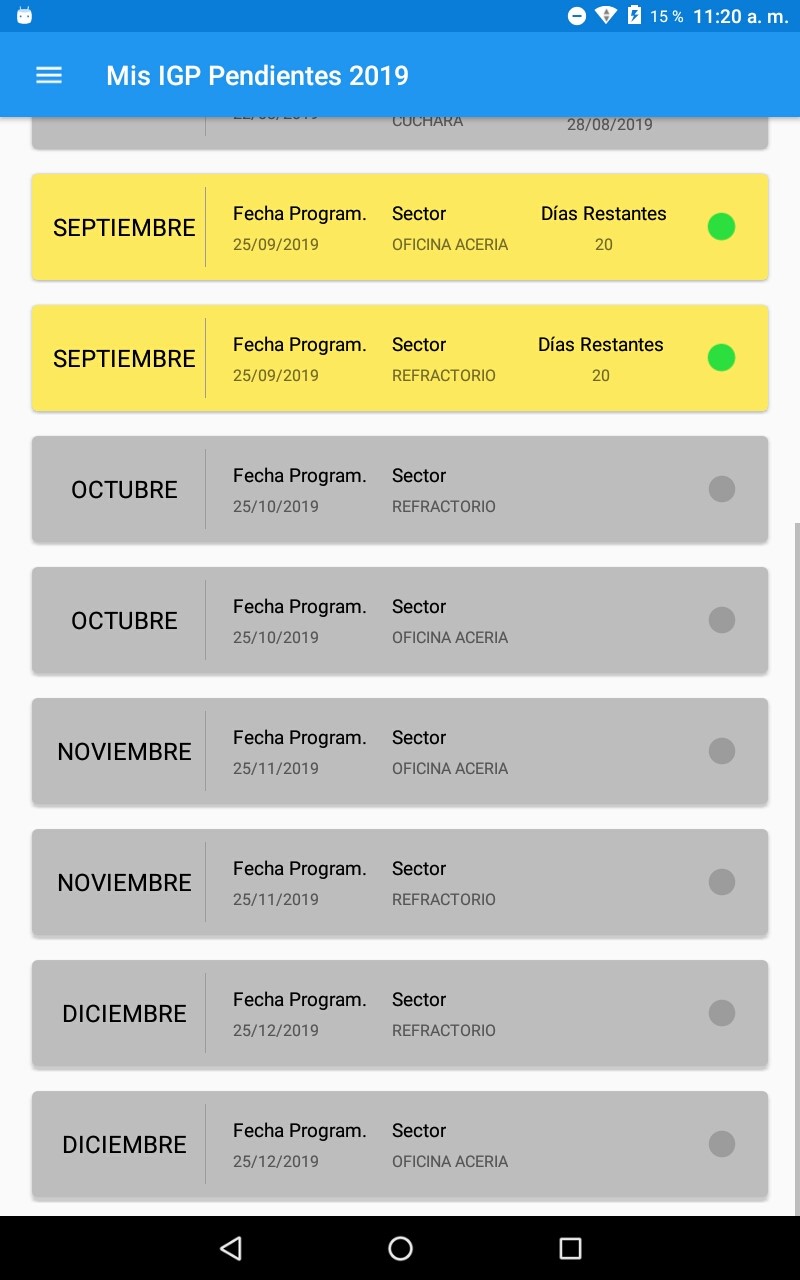 15 % 11:20 a. m.
Mis IGP Pendientes 2019
CUCHARA 28/08/2019
SEPTIEMBRE
Fecha Program. Sector Días Restantes
25/09/2019 OFICINA ACERIA 20
SEPTIEMBRE
Fecha Program. Sector Días Restantes
25/09/2019 REFRACTORIO 20
OCTUBRE
Fecha Program. Sector
25/10/2019 REFRACTORIO
OCTUBRE
Fecha Program. Sector
25/10/2019 OFICINA ACERIA
NOVIEMBRE
Fecha Program. Sector
25/11/2019 OFICINA ACERIA
NOVIEMBRE
Fecha Program. Sector
25/11/2019 REFRACTORIO
DICIEMBRE
Fecha Program. Sector
25/12/2019 REFRACTORIO
DICIEMBRE
Fecha Program. Sector
25/12/2019 OFICINA ACERIA